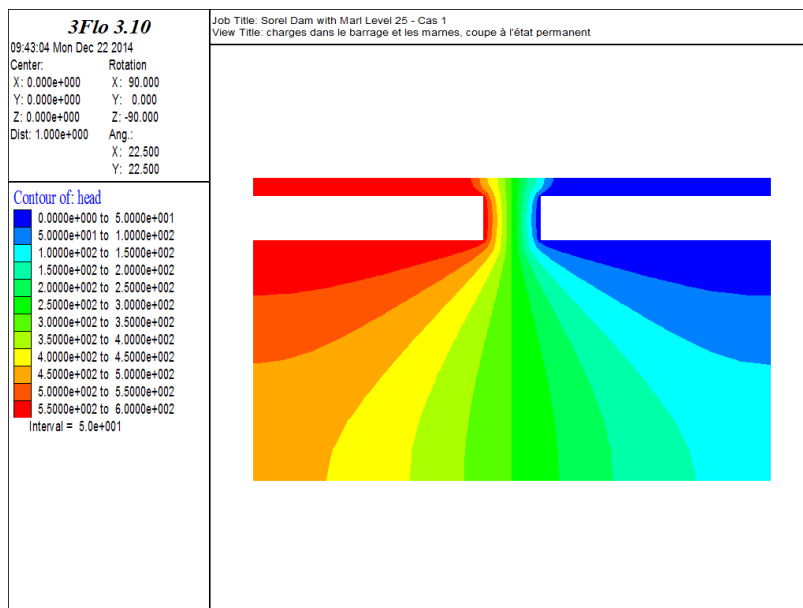 3Flo 3.10
09:43:04 Mon Dec 22 2014
Center: Rotation
X: 0.000e+000 X: 90.000
Y: 0.000e+000 Y: 0.000
Z: 0.000e+000 Z: -90.000
Dist: 1.000e+000 Ang.:
X: 22.500
Y: 22.500
Job Title: Sorel Dam with Marl Level 25 - Cas 1
View Title: charges dans le barrage et les marnes, coupe à l'état permanent
Contour of: head
0.0000e+000 to 5.0000e+001
5.0000e+001 to 1.0000e+002
1.0000e+002 to 1.5000e+002
1.5000e+002 to 2.0000e+002
2.0000e+002 to 2.5000e+002
2.5000e+002 to 3.0000e+002
3.0000e+002 to 3.5000e+002
3.5000e+002 to 4.0000e+002
4.0000e+002 to 4.5000e+002
4.5000e+002 to 5.0000e+002
5.0000e+002 to 5.5000e+002
5.5000e+002 to 6.0000e+002
Interval = 5.0e+001